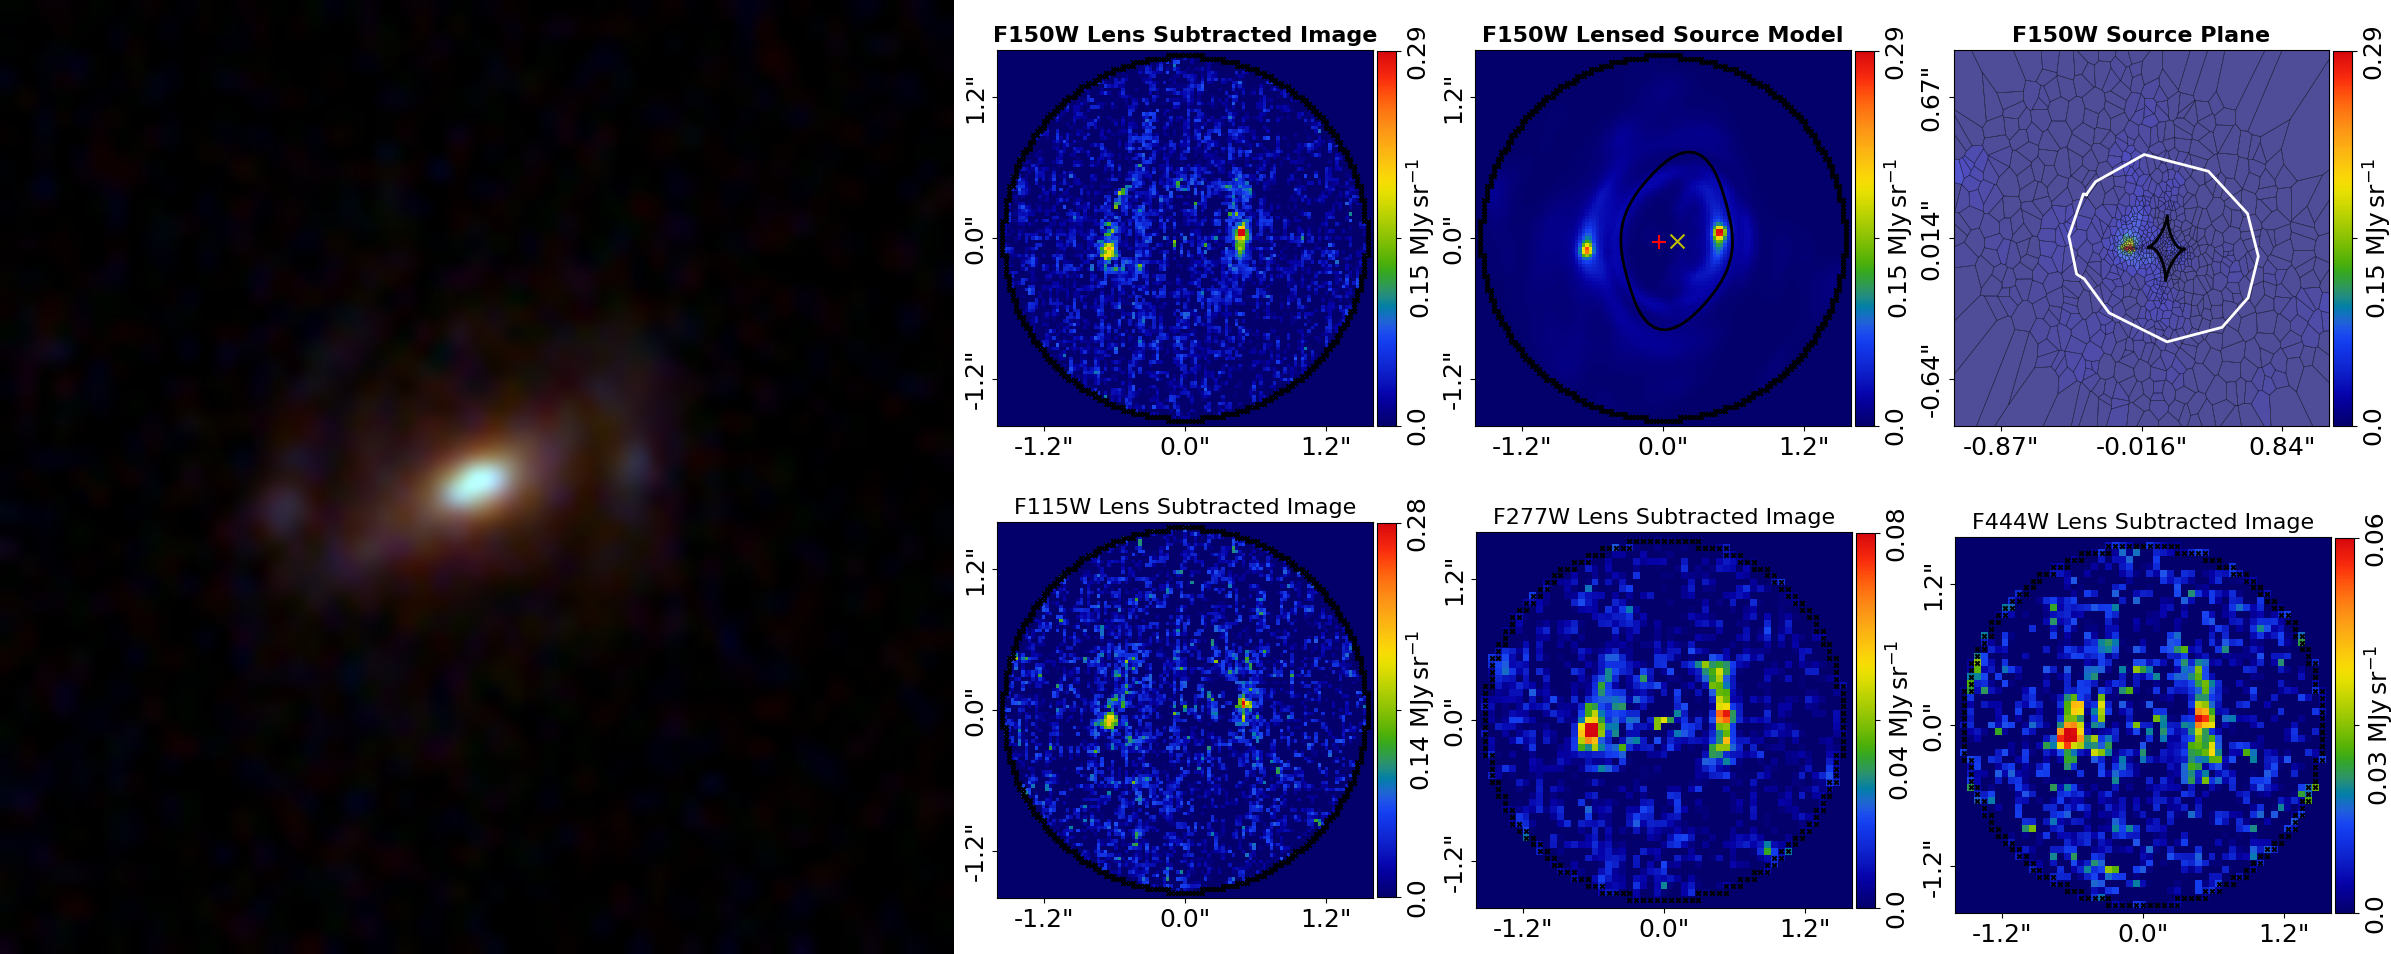 F150W Lens Subtracted Image
1.2"
0.0"
-1.2"
-1.2" 0.0" 1.2"
0.29
0.15 MJy sr−1
0.0
F150W Lensed Source Model
1.2"
0.0"
-1.2"
-1.2" 0.0" 1.2"
0.29
0.15 MJy sr−1
0.0
F150W Source Plane
0.67"
0.014"
-0.64"
-0.87" -0.016" 0.84"
0.29
0.15 MJy sr−1
0.0
F115W Lens Subtracted Image
1.2"
0.0"
-1.2"
-1.2" 0.0" 1.2"
0.28
0.14 MJy sr−1
0.0
F277W Lens Subtracted Image
1.2"
0.0"
-1.2"
-1.2" 0.0" 1.2"
0.08
0.04 MJy sr−1
0.0
F444W Lens Subtracted Image
1.2"
0.0"
-1.2"
-1.2" 0.0" 1.2"
0.06
0.03 MJy sr−1
0.0